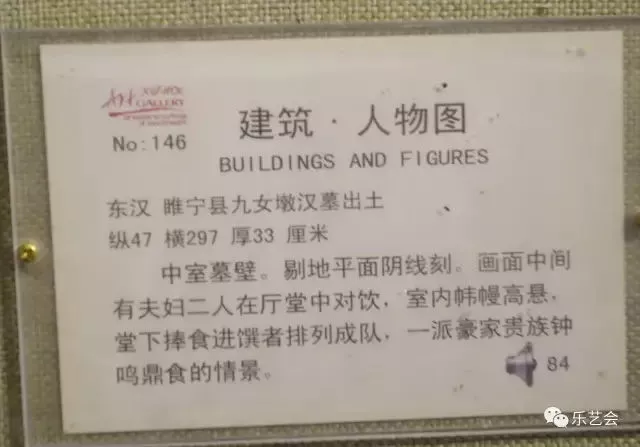 Art XUZHOU
GALLERY
No: 146
建筑·人物图
BUILDINGS AND FIGURES
东汉 睢宁县九女墩汉墓出土
纵47 横297 厚33 厘米
中室墓壁。剔地平面阴线刻。画面中间
有夫妇二人在厅堂中对饮，室内帏幔高悬，
堂下捧食进馔者排列成队，一派豪家贵族钟
鸣鼎食的情景。
84
乐艺会